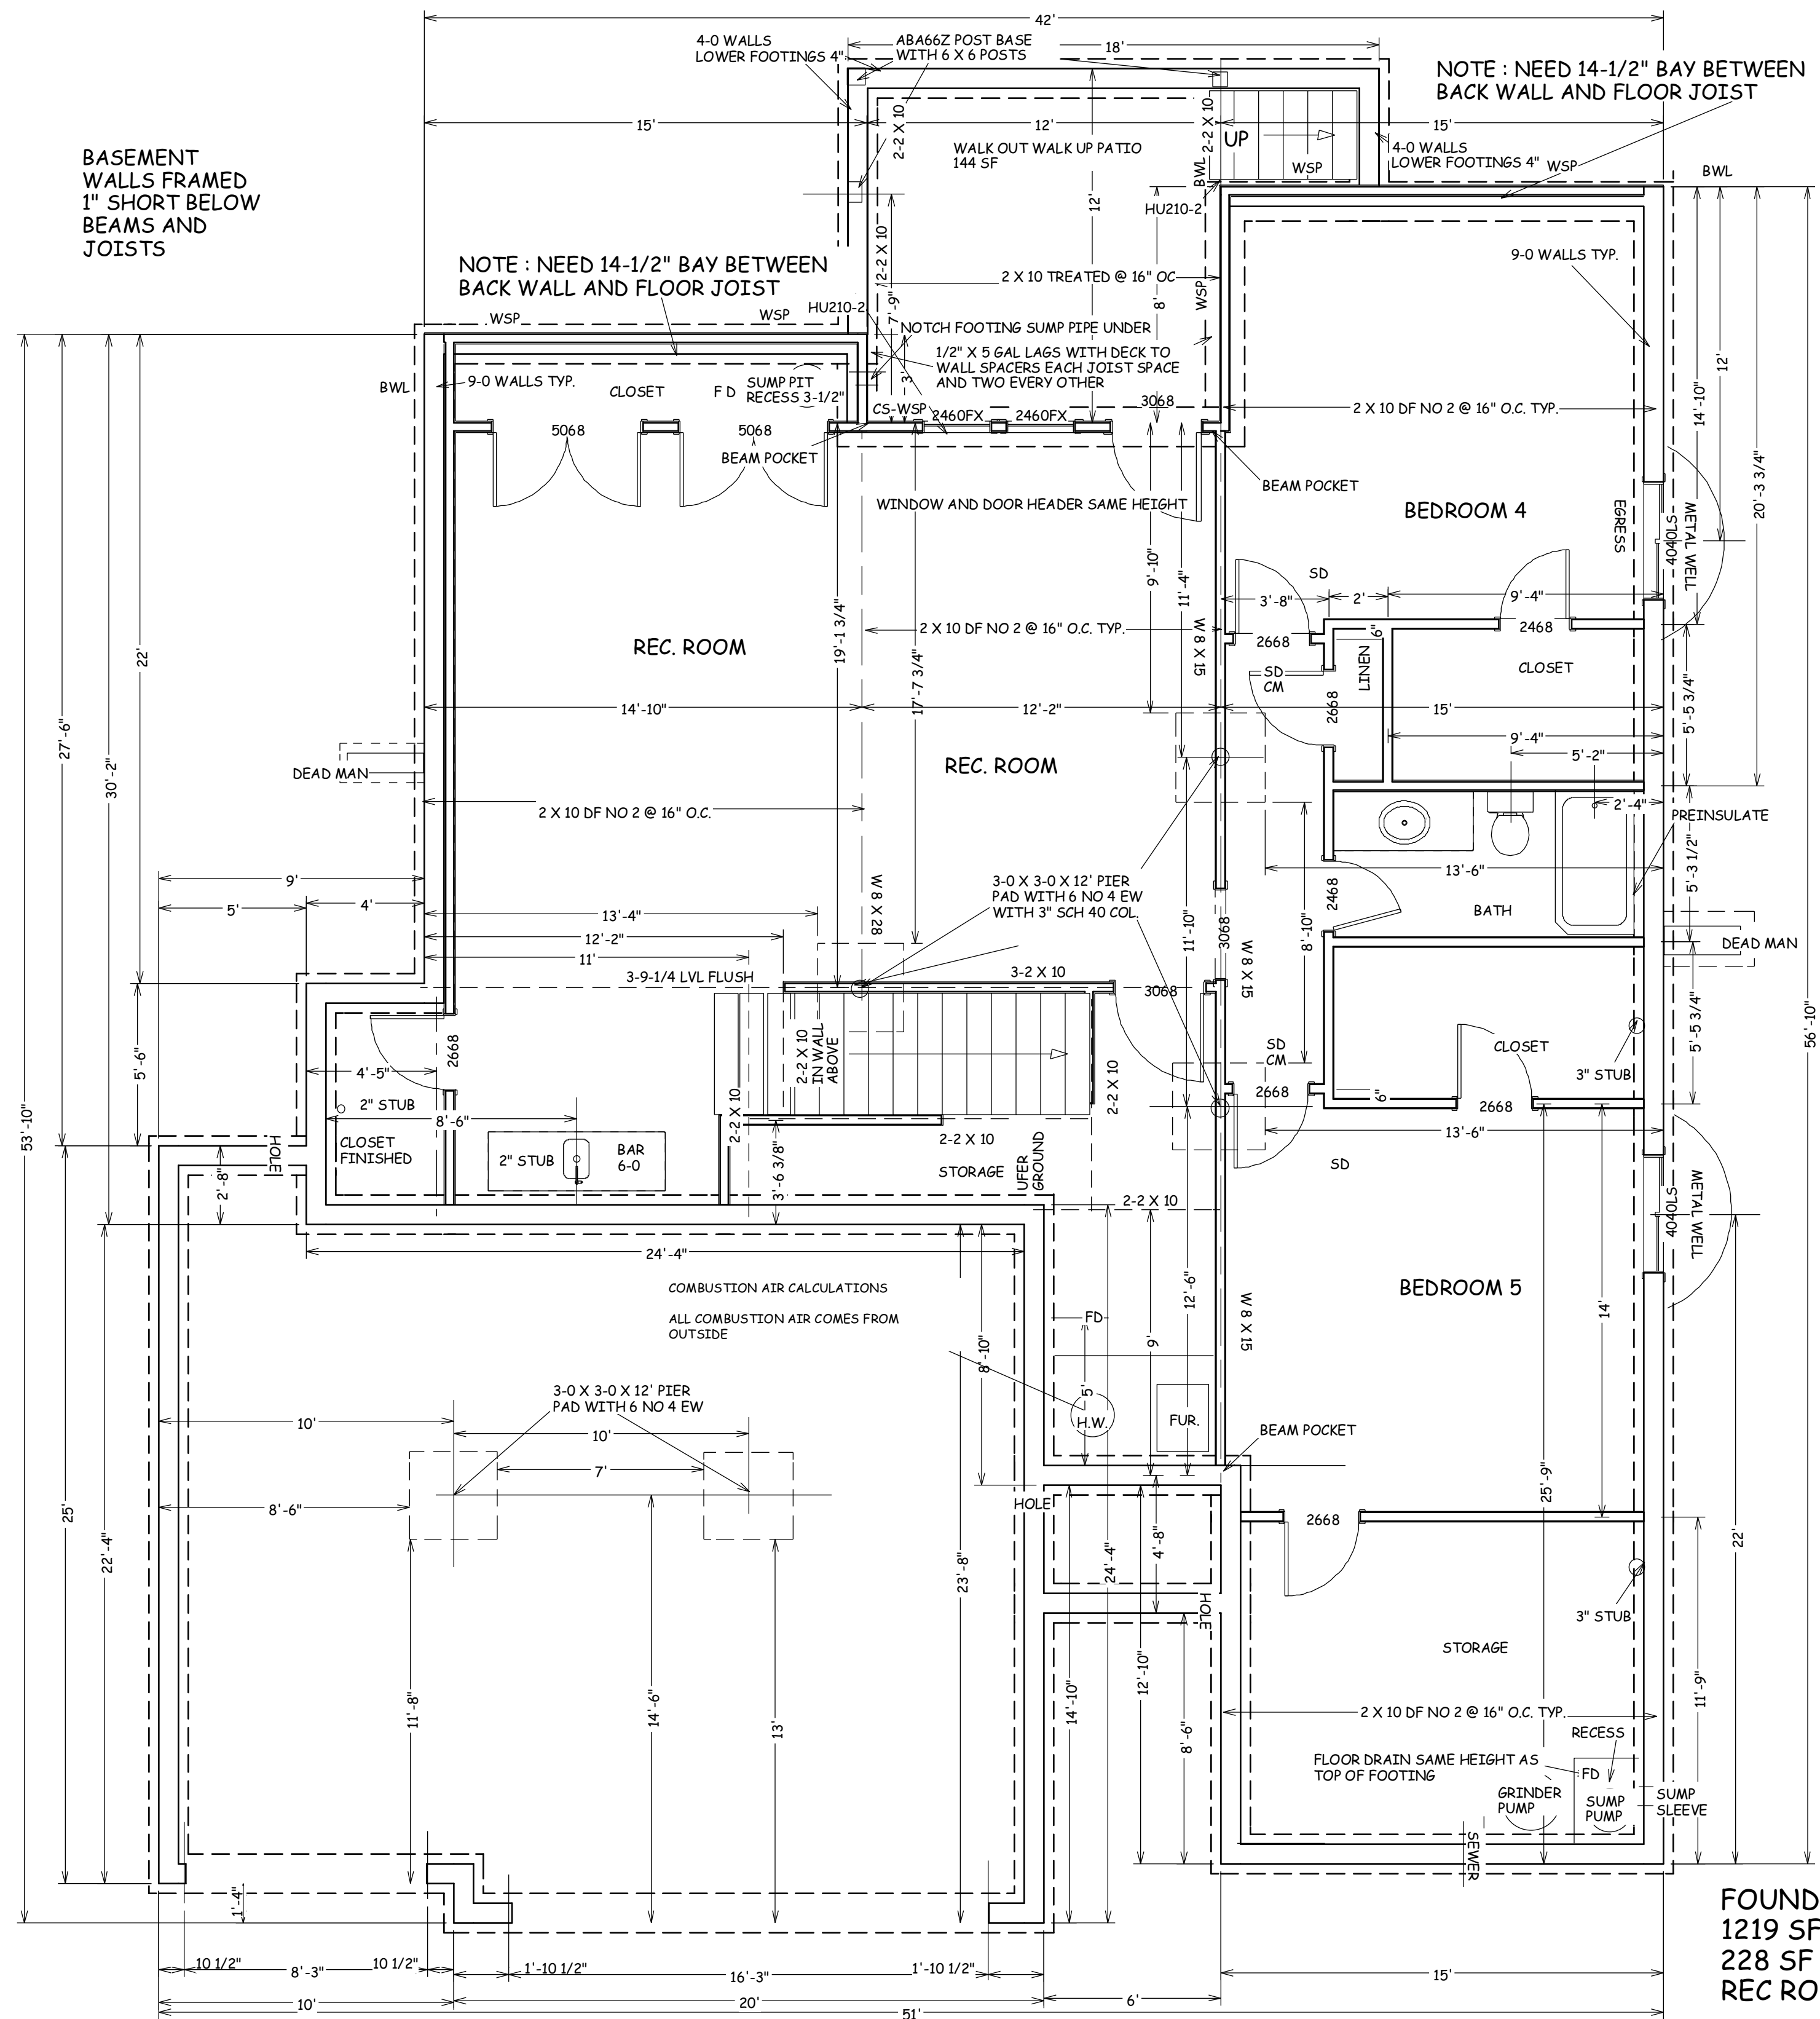 42'
4-0 WALLS
LOWER FOOTINGS 4"
ABA66Z POST BASE
WITH 6 X 6 POSTS
18'
NOTE : NEED 14-1/2" BAY BETWEEN
BACK WALL AND FLOOR JOIST
15'
12'
15'
2-2 X 10
2-2 X 10
UP
WSP
4-0 WALLS
LOWER FOOTINGS 4"
WSP
BWL
BWL
BASEMENT
WALLS FRAMED
1" SHORT BELOW
BEAMS AND
JOISTS
WALK OUT WALK UP PATIO
144 SF
12'
HU210-2
9-0 WALLS TYP.
NOTE : NEED 14-1/2" BAY BETWEEN
BACK WALL AND FLOOR JOIST
2-2 X 10
7'-9"
2 X 10 TREATED @ 16" OC
8'
WSP
HU210-2
WSP
WSP
NOTCH FOOTING SUMP PIPE UNDER
1/2" X 5 GAL LAGS WITH DECK TO
WALL SPACERS EACH JOIST SPACE
AND TWO EVERY OTHER
3'
BWL
9-0 WALLS TYP.
CLOSET
F D
SUMP PIT
RECESS 3-1/2"
CS-WSP
2460FX
2460FX
3068
2 X 10 DF NO 2 @ 16" O.C. TYP.
14'-10"
12'
20'-3 3/4"
5068
5068
BEAM POCKET
BEAM POCKET
WINDOW AND DOOR HEADER SAME HEIGHT
BEDROOM 4
EGRESS
4040LS
METAL WELL
9'-10"
11'-4"
SD
3'-8"
2'
9'-4"
2668
2468
6"
W 8 X 15
19'-1 3/4"
17'-7 3/4"
2 X 10 DF NO 2 @ 16" O.C. TYP.
REC. ROOM
SD
CM
LINEN
CLOSET
2668
5'-5 3/4"
22'
27'-6"
30'-2"
53'-10"
14'-10"
12'-2"
15'
9'-4"
5'-2"
REC. ROOM
DEAD MAN
2 X 10 DF NO 2 @ 16" O.C.
2'-4"
PREINSULATE
5'-3 1/2"
13'-6"
9'
5'
4'
13'-4"
12'-2"
11'
W 8 X 28
3-0 X 3-0 X 12' PIER
PAD WITH 6 NO 4 EW
WITH 3" SCH 40 COL.
11'-10"
3068
W 8 X 15
8'-10"
2468
BATH
DEAD MAN
56'-10"
3-9-1/4 LVL FLUSH
3-2 X 10
3068
5'-6"
2668
4'-5"
2" STUB
8'-6"
2-2 X 10
IN WALL
ABOVE
2-2 X 10
2-2 X 10
SD
CM
2668
CLOSET
3" STUB
5'-5 3/4"
6"
2668
13'-6"
HOLE
2'-8"
CLOSET
FINISHED
2" STUB
BAR
6-0
3'-6 3/8"
2-2 X 10
STORAGE
UFER
GROUND
2-2 X 10
SD
4040LS
METAL WELL
24'-4"
COMBUSTION AIR CALCULATIONS
ALL COMBUSTION AIR COMES FROM
OUTSIDE
8'-10"
FD
9'
12'-6"
W 8 X 15
BEDROOM 5
14'
3-0 X 3-0 X 12' PIER
PAD WITH 6 NO 4 EW
5'
H.W.
FUR.
BEAM POCKET
10'
10'
7'
8'-6"
HOLE
25'-9"
25'
22'-4"
22'
2668
4'-8"
24'-4"
23'-8"
HOLE
3" STUB
STORAGE
11'-8"
14'-6"
13'
14'-10"
12'-10"
8'-6"
11'-9"
2 X 10 DF NO 2 @ 16" O.C. TYP.
RECESS
FLOOR DRAIN SAME HEIGHT AS
TOP OF FOOTING
FD
GRINDER
PUMP
SUMP
PUMP
SUMP
SLEEVE
SEWER
1'-4"
FOUND
1219 SF
228 SF
REC RO
10 1/2"
8'-3"
10 1/2"
1'-10 1/2"
16'-3"
1'-10 1/2"
15'
10'
20'
6'
51'